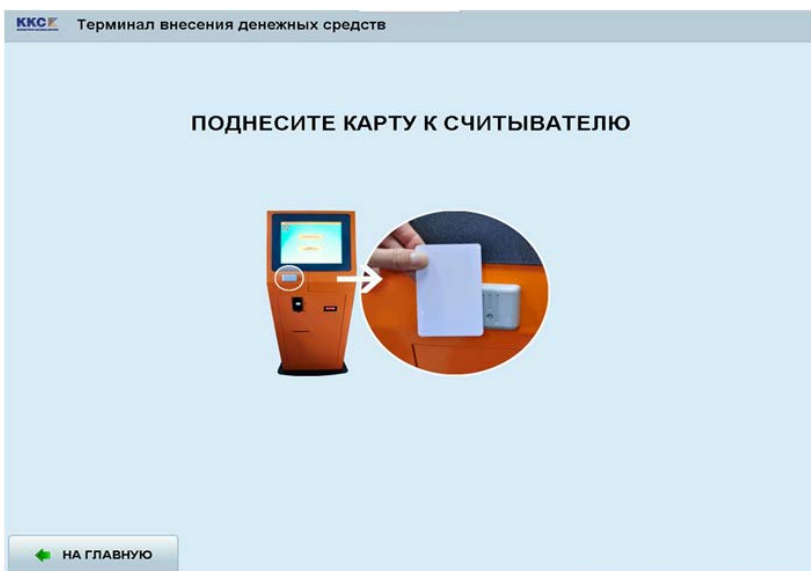 ККС
Терминал внесения денежных средств
ПОДНЕСИТЕ КАРТУ К СЧИТЫВАТЕЛЮ
НА ГЛАВНУЮ